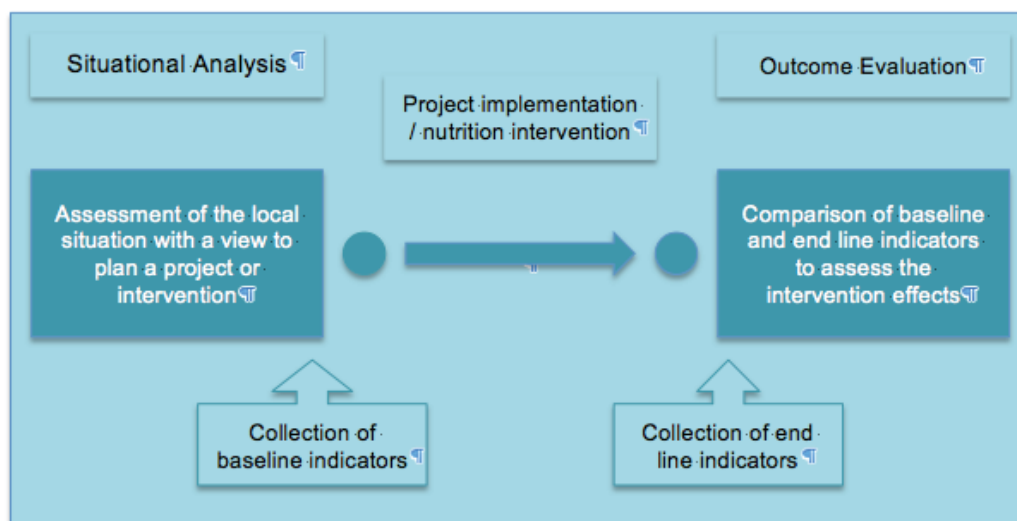 Situational Analysis¶
Outcome Evaluation¶
Project implementation
/ nutrition intervention¶
Assessment of the local
situation with a view to
plan a project or
intervention¶
¶
Comparison of baseline
and end line indicators
to assess the
intervention effects¶
Collection of
baseline indicators¶
Collection of end
line indicators¶